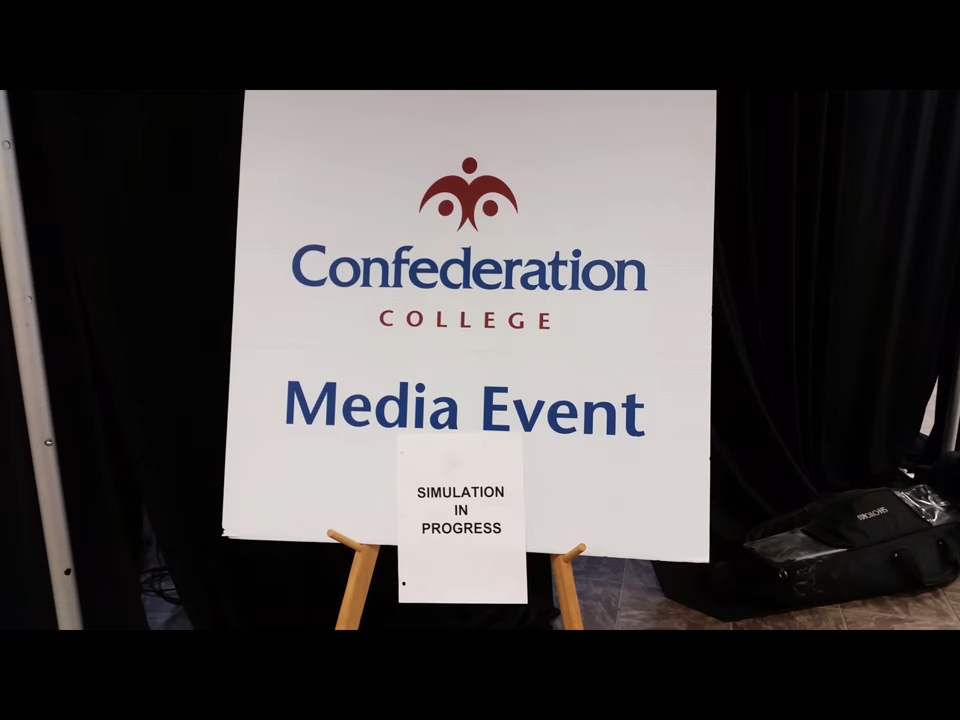 Confederation
COLLEGE
Media Event
SIMULATION
IN
PROGRESS